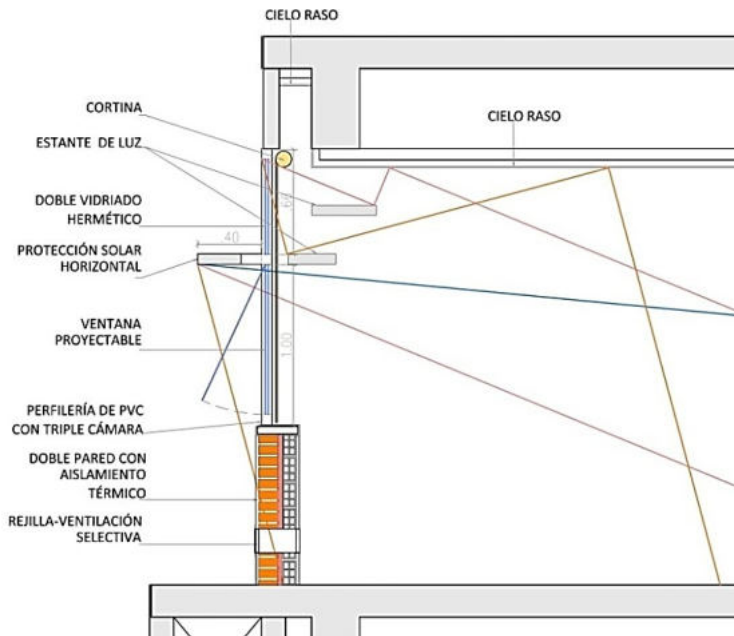 CIELO RASO
CORTINA
CIELO RASO
ESTANTE DE LUZ
DOBLE VIDRIADO
HERMÉTICO
.60
PROTECCIÓN SOLAR
HORIZONTAL
.40
VENTANA
PROYECTABLE
1.00
PERFILERÍA DE PVC
CON TRIPLE CÁMARA
DOBLE PARED CON
AISLAMIENTO
TÉRMICO
REJILLA-VENTILACIÓN
SELECTIVA